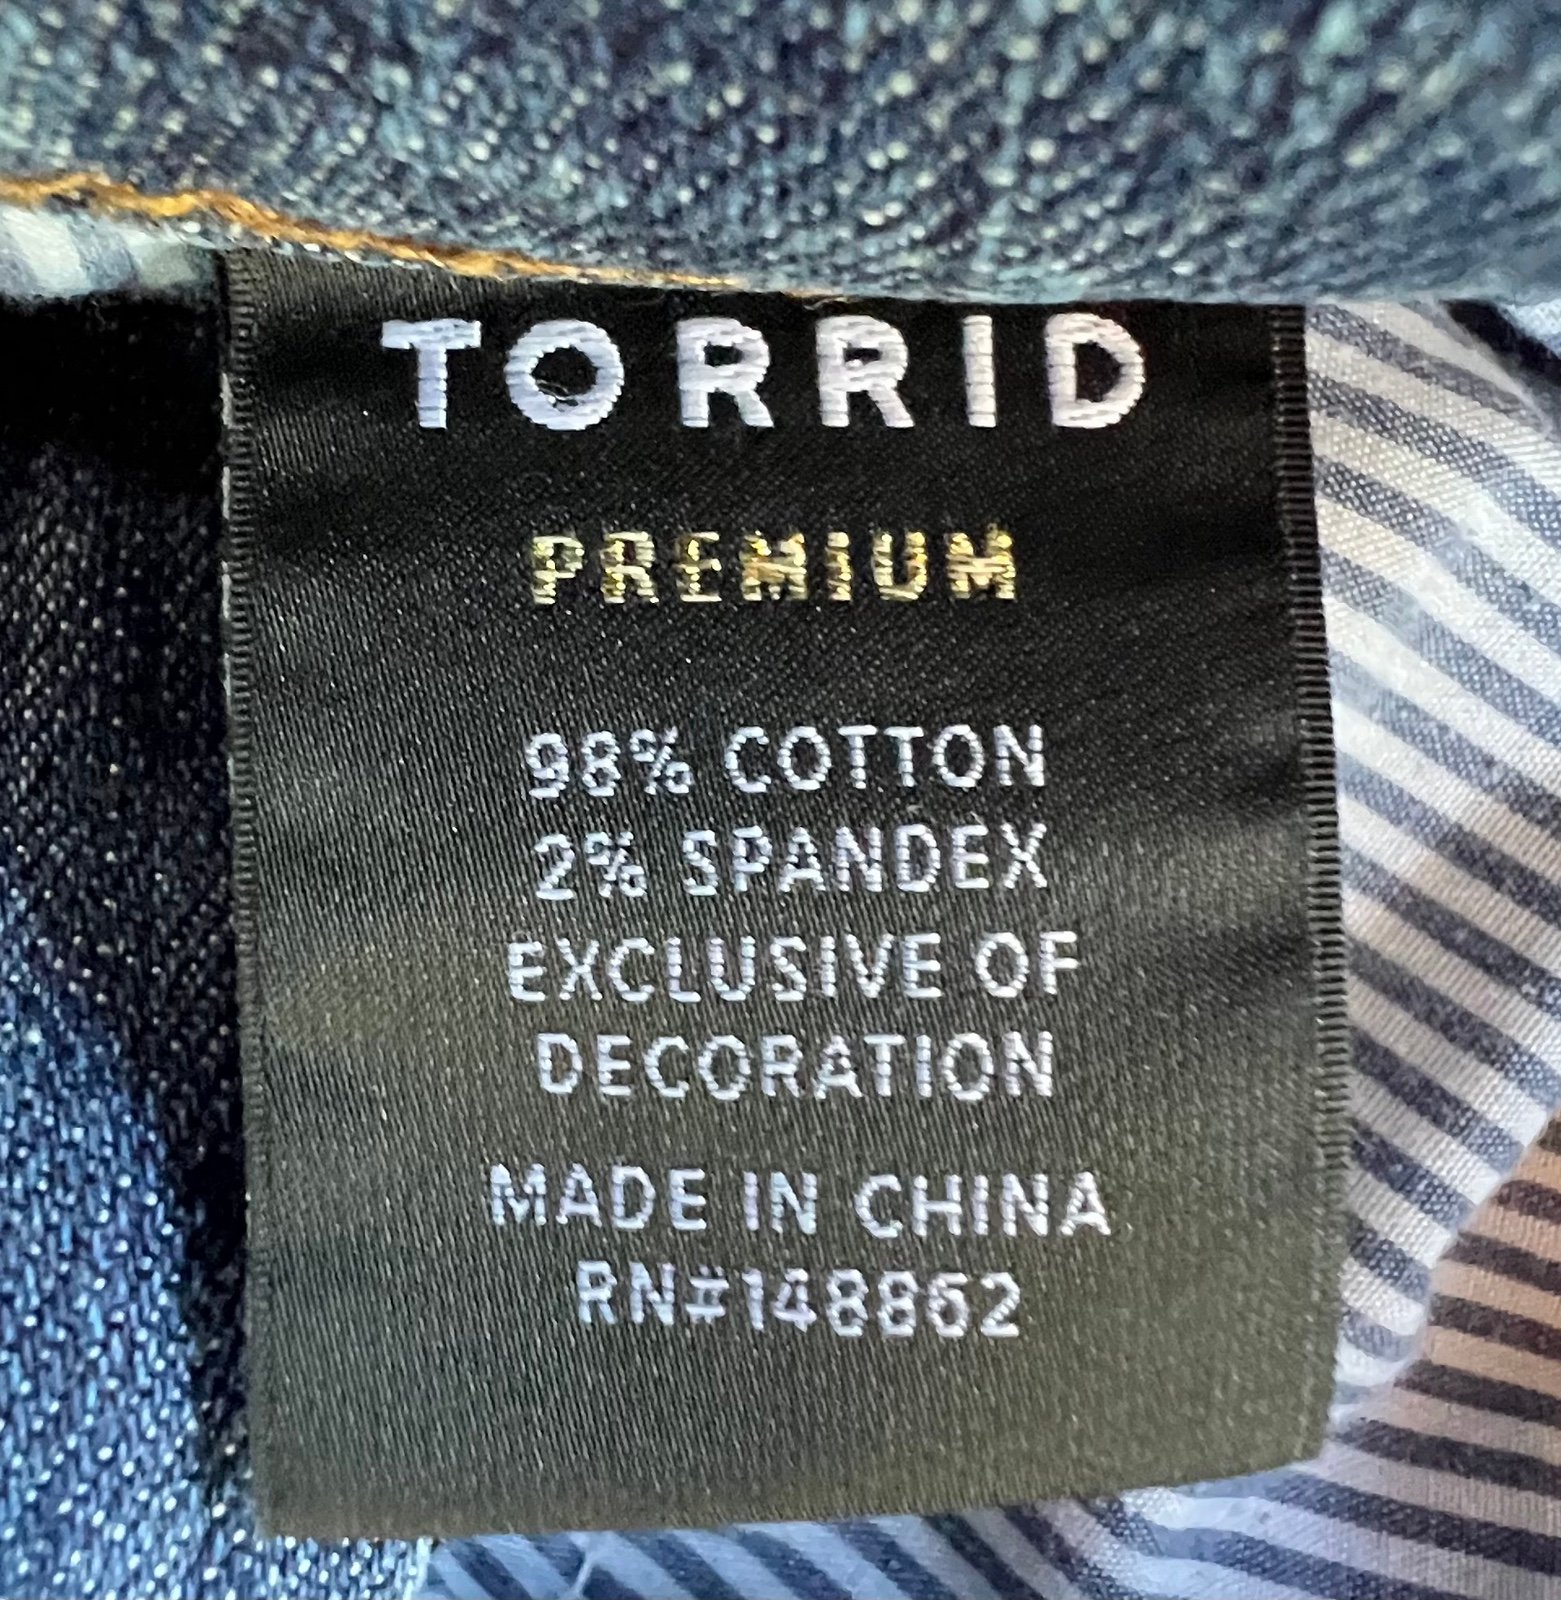 TORRID
PREMIUM
98% COTTON
2% SPANDEX
EXCLUSIVE OF
DECORATION
MADE IN CHINA
RN#148862